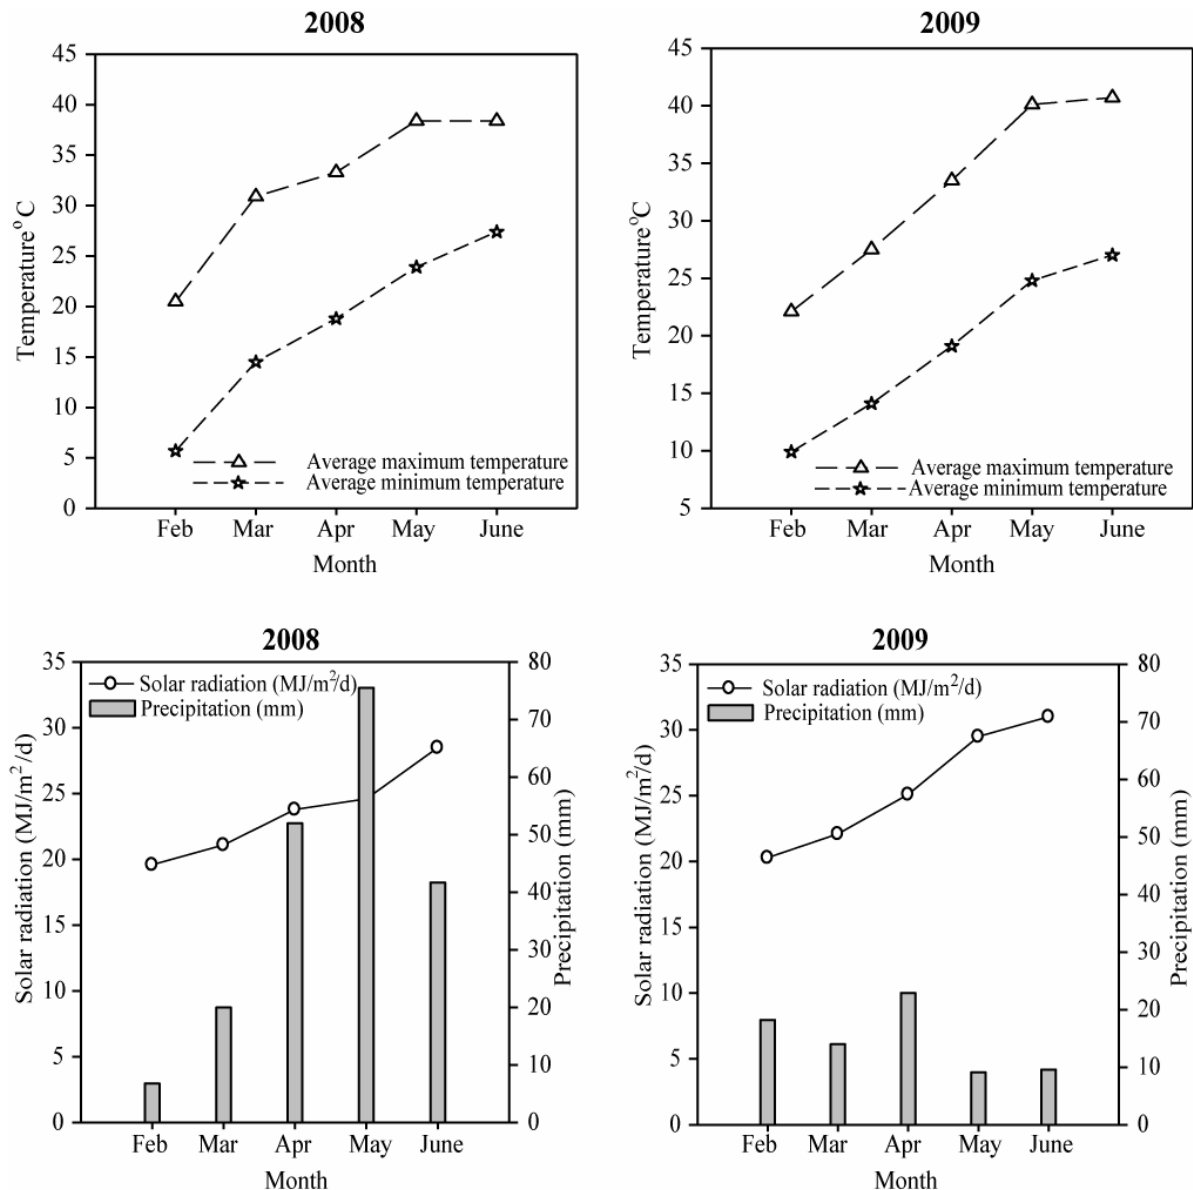 2008
45
40
35
30
25
20
15
10
5
0
Temperature °C
Average maximum temperature
Average minimum temperature
Feb Mar Apr May June
Month
2009
45
40
35
30
25
20
15
10
5
Temperature °C
Average maximum temperature
Average minimum temperature
Feb Mar Apr May June
Month
2008
35
30
25
20
15
10
5
0
Solar radiation (MJ/m²/d)
Solar radiation (MJ/m²/d)
Precipitation (mm)
80
70
60
50
40
30
20
10
0
Precipitation (mm)
Feb Mar Apr May June
Month
2009
35
30
25
20
15
10
5
0
Solar radiation (MJ/m²/d)
Solar radiation (MJ/m²/d)
Precipitation (mm)
80
70
60
50
40
30
20
10
0
Precipitation (mm)
Feb Mar Apr May June
Month